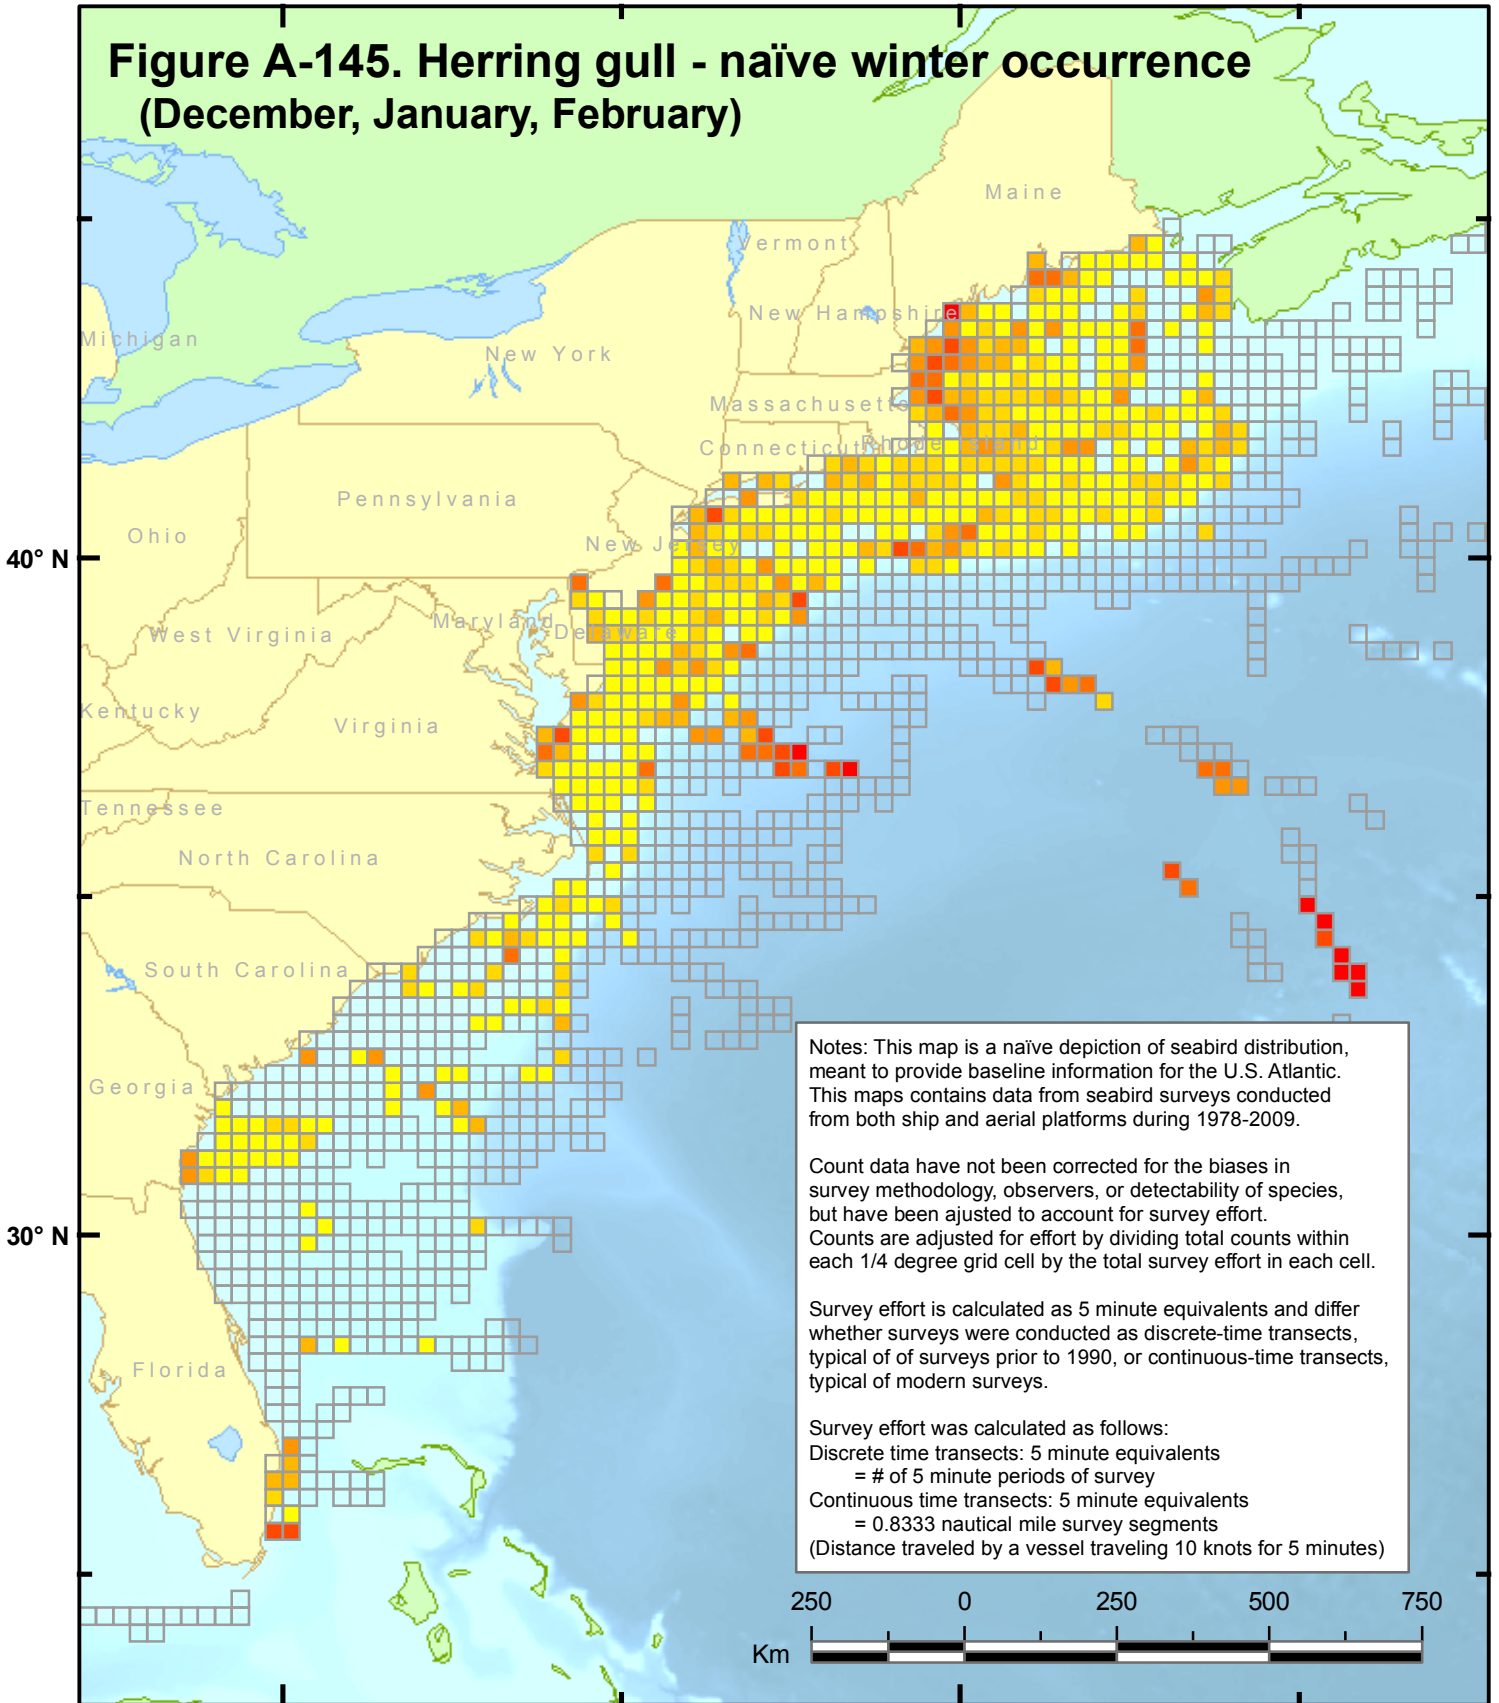 Figure A-145. Herring gull - naïve winter occurrence
(December, January, February)
Maine
Vermont
New Hampshire
Michigan
New York
Massachusetts
Connecticut
Rhode Island
Pennsylvania
Ohio
New Jersey
40° N
Maryland
Delaware
West Virginia
Kentucky
Virginia
Tennessee
North Carolina
South Carolina
Georgia
30° N
Florida
Notes: This map is a naïve depiction of seabird distribution,
meant to provide baseline information for the U.S. Atlantic.
This maps contains data from seabird surveys conducted
from both ship and aerial platforms during 1978-2009.
Count data have not been corrected for the biases in
survey methodology, observers, or detectability of species,
but have been ajusted to account for survey effort.
Counts are adjusted for effort by dividing total counts within
each 1/4 degree grid cell by the total survey effort in each cell.
Survey effort is calculated as 5 minute equivalents and differ
whether surveys were conducted as discrete-time transects,
typical of of surveys prior to 1990, or continuous-time transects,
typical of modern surveys.
Survey effort was calculated as follows:
Discrete time transects: 5 minute equivalents
= # of 5 minute periods of survey
Continuous time transects: 5 minute equivalents
= 0.8333 nautical mile survey segments
(Distance traveled by a vessel traveling 10 knots for 5 minutes)
250 0 250 500 750
Km